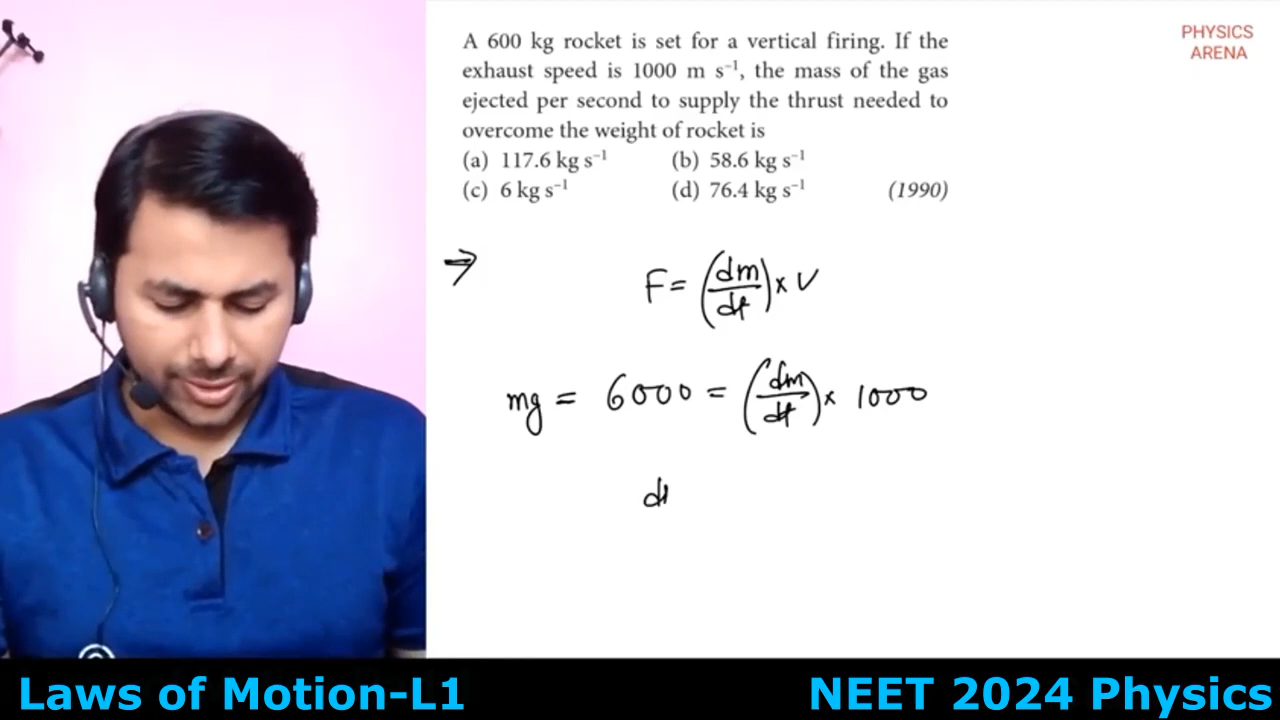 PHYSICS
ARENA
A 600 kg rocket is set for a vertical firing. If the
exhaust speed is 1000 m s⁻¹, the mass of the gas
ejected per second to supply the thrust needed to
overcome the weight of rocket is
(a) 117.6 kg s⁻¹ (b) 58.6 kg s⁻¹
(c) 6 kg s⁻¹ (d) 76.4 kg s⁻¹ (1990)
→ F = (dm/dt) × V
mg = 6000 = (dm/dt) × 1000
Laws of Motion-L1 NEET 2024 Physics